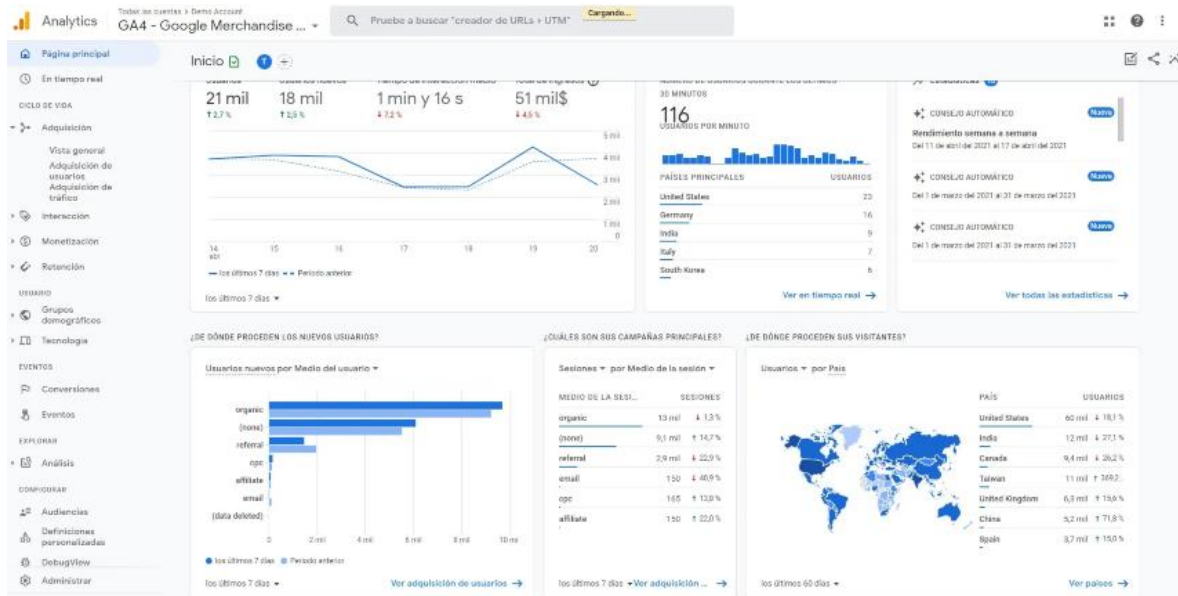 Analytics
Todas las cuentas > Demo Account
GA4 - Google Merchandise ...
Pruebe a buscar "creador de URLs + UTM"
Cargando...
Página principal
En tiempo real
CICLO DE VIDA
Adquisición
Vista general
Adquisición de usuarios
Adquisición de tráfico
Interacción
Monetización
Retención
USUARIO
Grupos demográficos
Tecnología
EVENTOS
Conversiones
Eventos
EXPLORAR
Análisis
CONFIGURAR
Audiencias
Definiciones personalizadas
DebugView
Administrar
Inicio
T
21 mil
18 mil
1 min y 16 s
51 mil$
↑ 2,7 %
↑ 2,5 %
↓ 7,2 %
↓ 4,5 %
5 mil
4 mil
3 mil
2 mil
1 mil
0
14 abr
15
16
17
18
19
20
los últimos 7 días
Periodo anterior
los últimos 7 días
30 MINUTOS
116
USUARIOS POR MINUTO
PAÍSES PRINCIPALES USUARIOS
United States 23
Germany 16
India 9
Italy 7
South Korea 6
Ver en tiempo real →
CONSEJO AUTOMÁTICO Nuevo
Rendimiento semana a semana
Del 11 de abril del 2021 al 17 de abril del 2021
CONSEJO AUTOMÁTICO Nuevo
Del 1 de marzo del 2021 al 31 de marzo del 2021
CONSEJO AUTOMÁTICO Nuevo
Del 1 de marzo del 2021 al 31 de marzo del 2021
Ver todas las estadísticas →
¿DE DÓNDE PROCEDEN LOS NUEVOS USUARIOS?
Usuarios nuevos por Medio del usuario
organic
(none)
referral
cpc
affiliate
email
(data deleted)
0
2 mil
4 mil
6 mil
8 mil
10 mil
los últimos 7 días
Periodo anterior
los últimos 7 días
Ver adquisición de usuarios →
¿CUÁLES SON SUS CAMPAÑAS PRINCIPALES?
Sesiones por Medio de la sesión
MEDIO DE LA SESI... SESIONES
organic 13 mil ↓ 1,3 %
(none) 9,1 mil ↑ 14,7 %
referral 2,9 mil ↓ 22,9 %
email 150 ↓ 40,9 %
cpc 165 ↑ 13,0 %
affiliate 150 ↑ 22,0 %
los últimos 7 días
Ver adquisición ... →
¿DE DÓNDE PROCEDEN SUS VISITANTES?
Usuarios por País
PAÍS USUARIOS
United States 60 mil ↓ 18,1 %
India 12 mil ↓ 27,1 %
Canada 9,4 mil ↓ 26,2 %
Taiwan 11 mil ↑ 369,2...
United Kingdom 6,3 mil ↑ 15,6 %
China 5,2 mil ↑ 71,8 %
Spain 3,7 mil ↑ 15,0 %
los últimos 60 días
Ver países →